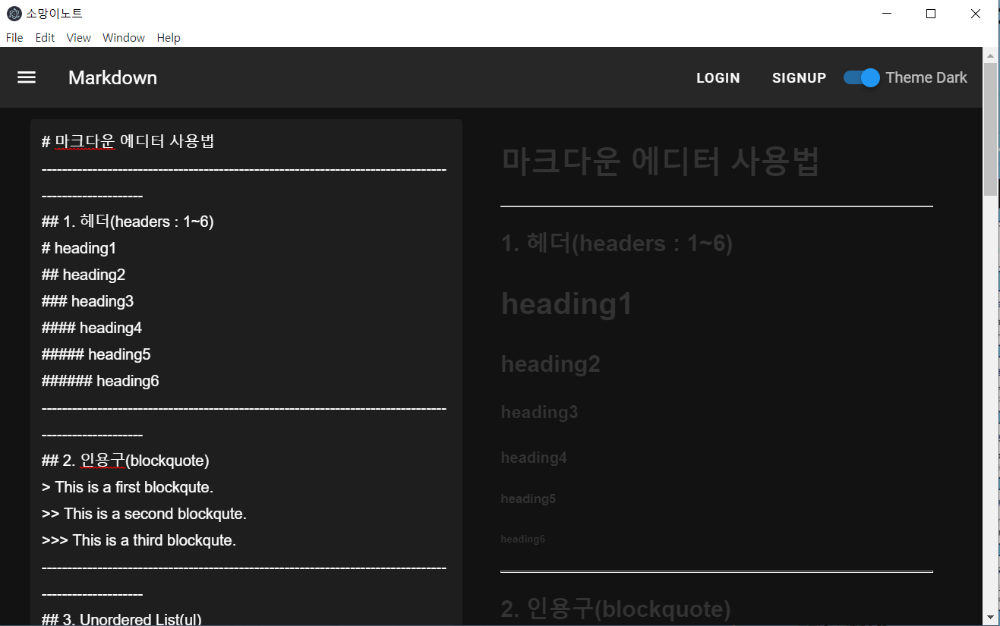 소망이노트
File Edit View Window Help
Markdown LOGIN SIGNUP Theme Dark
# 마크다운 에디터 사용법
--------------------------------------------------------------------------------
--------------------
## 1. 헤더(headers : 1~6)
# heading1
## heading2
### heading3
#### heading4
##### heading5
###### heading6
--------------------------------------------------------------------------------
--------------------
## 2. 인용구(blockquote)
> This is a first blockqute.
>> This is a second blockqute.
>>> This is a third blockqute.
--------------------------------------------------------------------------------
--------------------
## 3. Unordered List(ul)
마크다운 에디터 사용법
1. 헤더(headers : 1~6)
heading1
heading2
heading3
heading4
heading5
heading6
2. 인용구(blockquote)